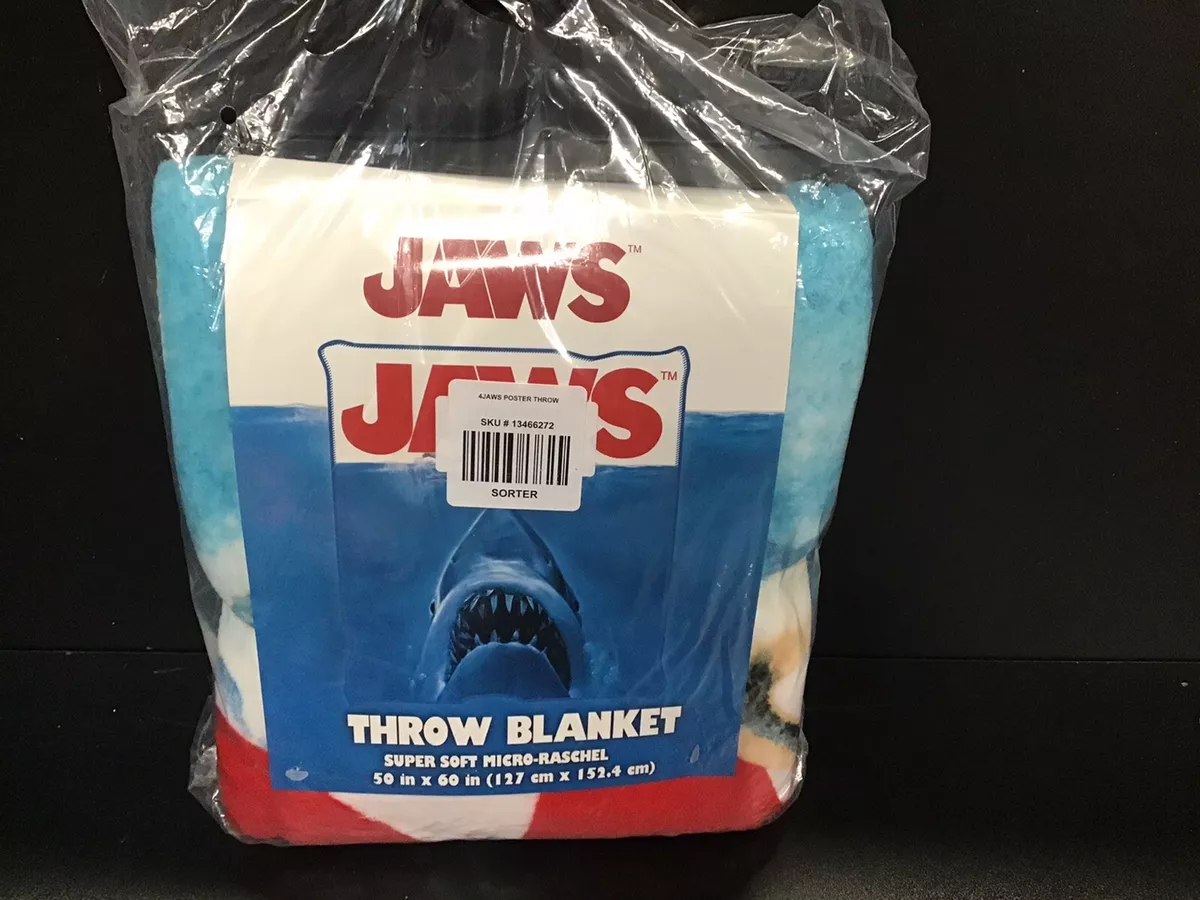 JAWS™
JAWS™
4JAWS POSTER THROW
SKU # 13466272
SORTER
THROW BLANKET
SUPER SOFT MICRO-RASCHEL
50 in x 60 in (127 cm x 152.4 cm)